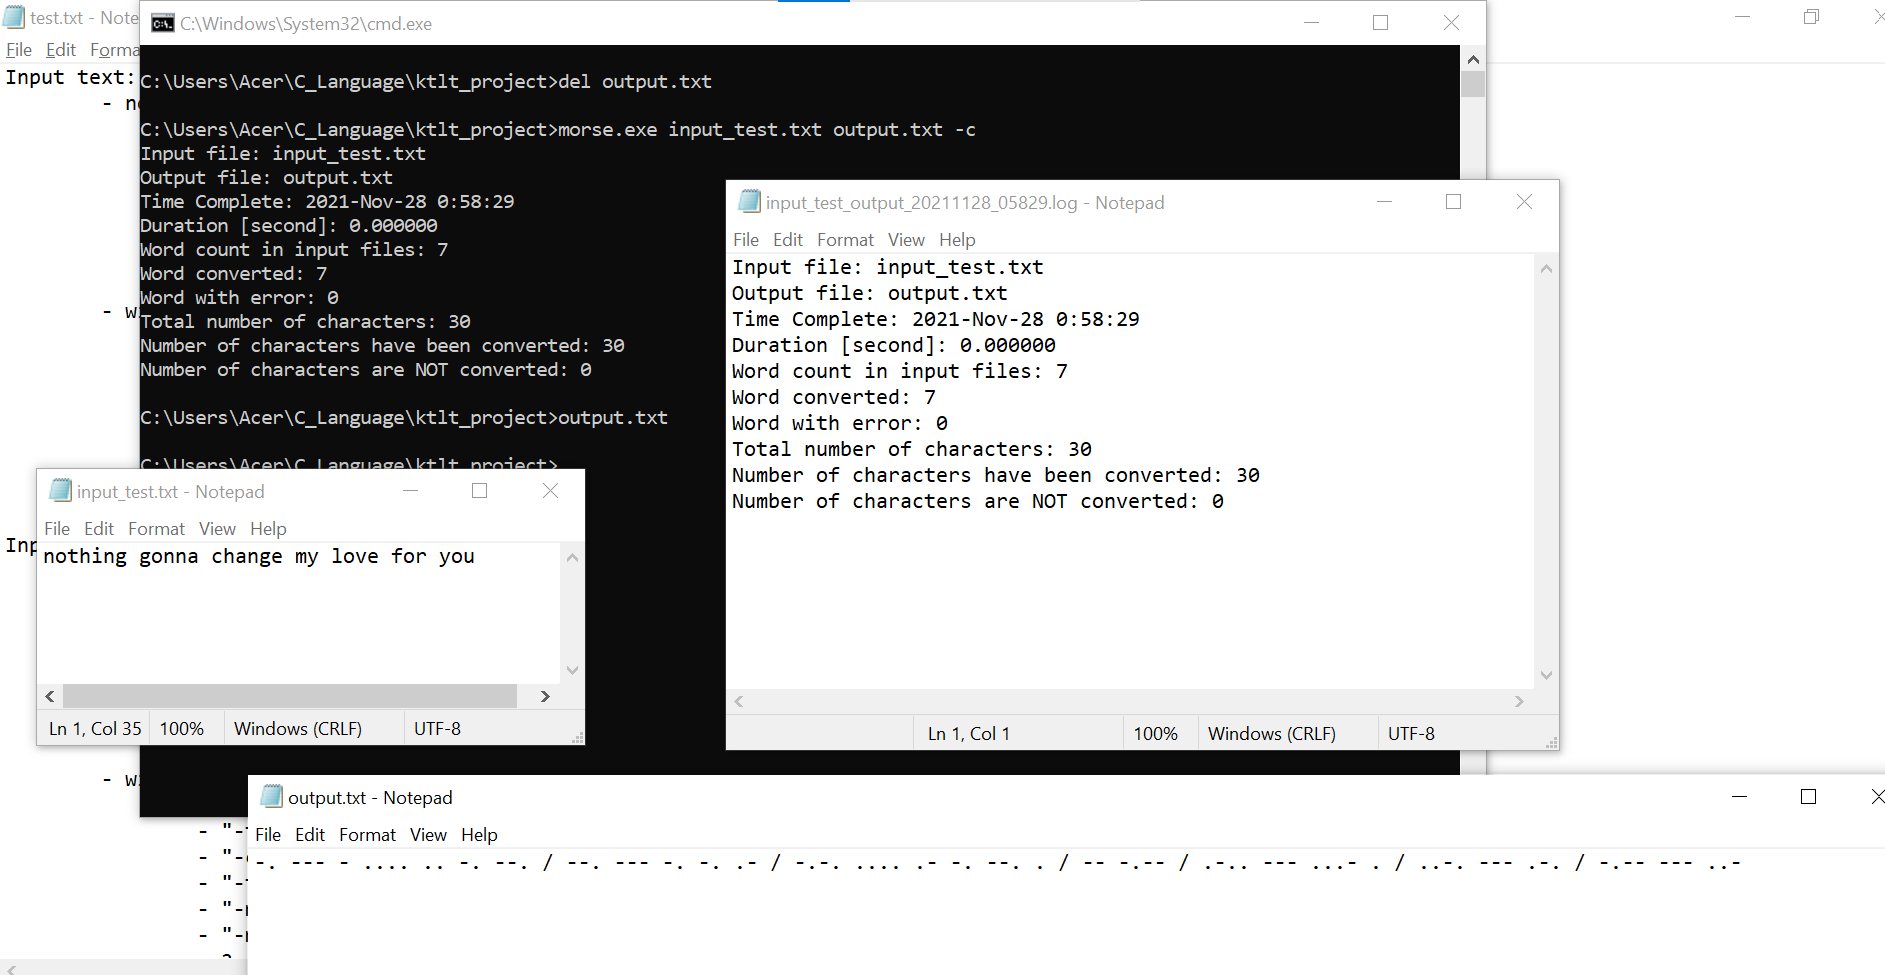 test.txt - Note
File Edit Forma
Input text:
- n
- w
Inp
- w
- "-
- "-
- "-
- "-
- "-
C:\Windows\System32\cmd.exe
C:\Users\Acer\C_Language\ktlt_project>del output.txt
C:\Users\Acer\C_Language\ktlt_project>morse.exe input_test.txt output.txt -c
Input file: input_test.txt
Output file: output.txt
Time Complete: 2021-Nov-28 0:58:29
Duration [second]: 0.000000
Word count in input files: 7
Word converted: 7
Word with error: 0
Total number of characters: 30
Number of characters have been converted: 30
Number of characters are NOT converted: 0
C:\Users\Acer\C_Language\ktlt_project>output.txt
C:\Users\Acer\C_Language\ktlt_project>
input_test_output_20211128_05829.log - Notepad
File Edit Format View Help
Input file: input_test.txt
Output file: output.txt
Time Complete: 2021-Nov-28 0:58:29
Duration [second]: 0.000000
Word count in input files: 7
Word converted: 7
Word with error: 0
Total number of characters: 30
Number of characters have been converted: 30
Number of characters are NOT converted: 0
Ln 1, Col 1 100% Windows (CRLF) UTF-8
input_test.txt - Notepad
File Edit Format View Help
nothing gonna change my love for you
Ln 1, Col 35 100% Windows (CRLF) UTF-8
output.txt - Notepad
File Edit Format View Help
-. --- - .... .. -. --. / --. --- -. -. .- / -.-. .... .- -. --. . / -- -.-- / .-.. --- ...- . / ..-. --- .-. / -.-- --- ..-